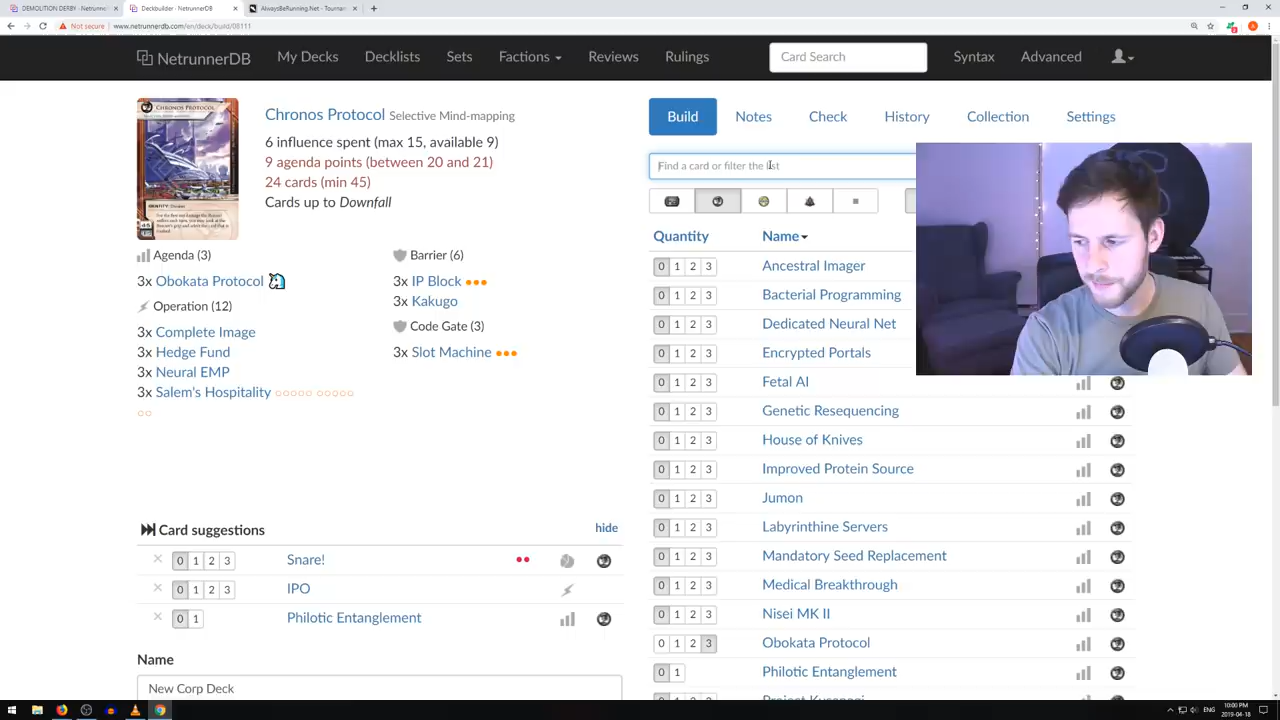 DEMOLITION DERBY - Netrunne
Deckbuilder · NetrunnerDB
AlwaysBeRunning.Net - Tournam
Not secure www.netrunnerdb.com/en/deck/build/08111
NetrunnerDB My Decks Decklists Sets Factions Reviews Rulings Card Search Syntax Advanced
CHRONOS PROTOCOL
Chronos Protocol Selective Mind-mapping
6 influence spent (max 15, available 9)
9 agenda points (between 20 and 21)
24 cards (min 45)
Cards up to Downfall
Agenda (3)
3x Obokata Protocol
Operation (12)
3x Complete Image
3x Hedge Fund
3x Neural EMP
3x Salem's Hospitality
Barrier (6)
3x IP Block
3x Kakugo
Code Gate (3)
3x Slot Machine
Card suggestions hide
0 1 2 3 Snare!
0 1 2 3 IPO
0 1 Philotic Entanglement
Name
New Corp Deck
Build Notes Check History Collection Settings
Find a card or filter the list
Quantity Name
0 1 2 3 Ancestral Imager
0 1 2 3 Bacterial Programming
0 1 2 3 Dedicated Neural Net
0 1 2 3 Encrypted Portals
0 1 2 3 Fetal AI
0 1 2 3 Genetic Resequencing
0 1 2 3 House of Knives
0 1 2 3 Improved Protein Source
0 1 2 3 Jumon
0 1 2 3 Labyrinthine Servers
0 1 2 3 Mandatory Seed Replacement
0 1 2 3 Medical Breakthrough
0 1 2 3 Nisei MK II
0 1 2 3 Obokata Protocol
0 1 Philotic Entanglement
ENG
10:00 PM
2019-04-18